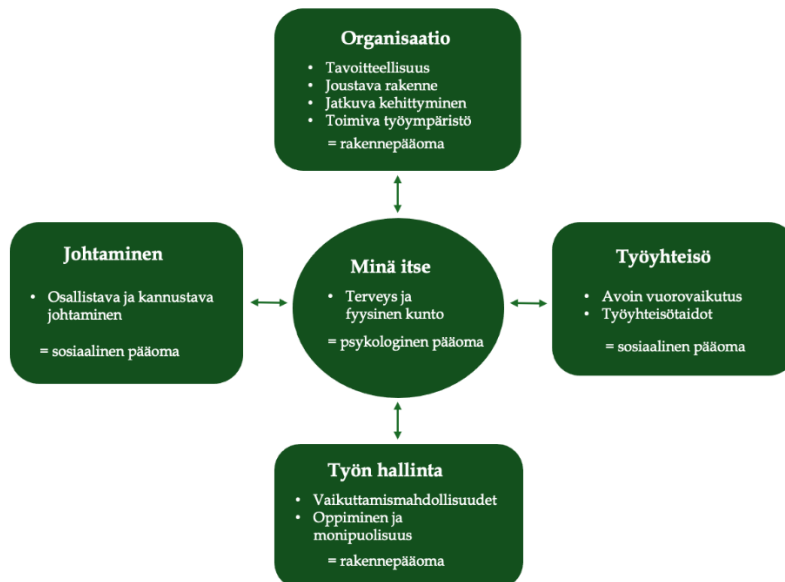 Organisaatio
• Tavoitteellisuus
• Joustava rakenne
• Jatkuva kehittyminen
• Toimiva työympäristö
= rakennepääoma
Johtaminen
• Osallistava ja kannustava
johtaminen
= sosiaalinen pääoma
Minä itse
• Terveys ja
fyysinen kunto
= psykologinen pääoma
Työyhteisö
• Avoin vuorovaikutus
• Työyhteisötaidot
= sosiaalinen pääoma
Työn hallinta
• Vaikuttamismahdollisuudet
• Oppiminen ja
monipuolisuus
= rakennepääoma